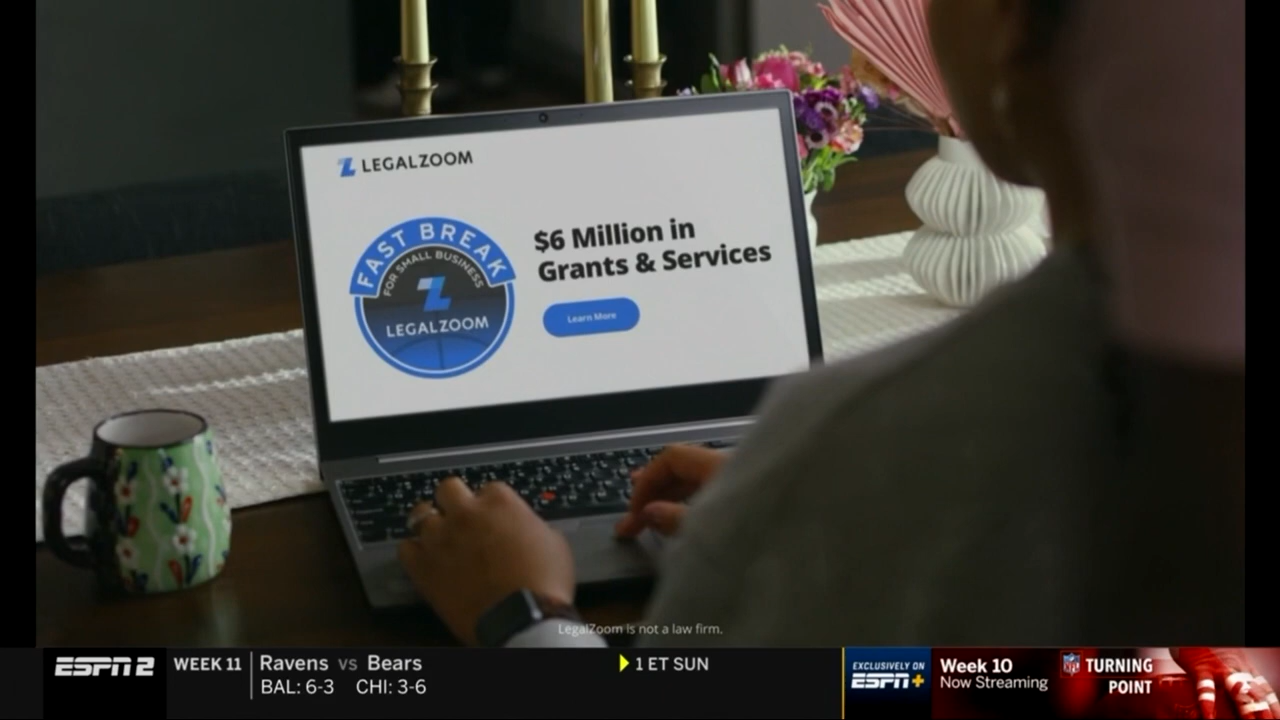 LEGALZOOM
FAST BREAK
FOR SMALL BUSINESS
LEGALZOOM
$6 Million in
Grants & Services
Learn More
LegalZoom is not a law firm.
ESPN 2
WEEK 11
Ravens vs Bears
BAL: 6-3 CHI: 3-6
1 ET SUN
EXCLUSIVELY ON
ESPN+
Week 10
Now Streaming
NFL
TURNING
POINT